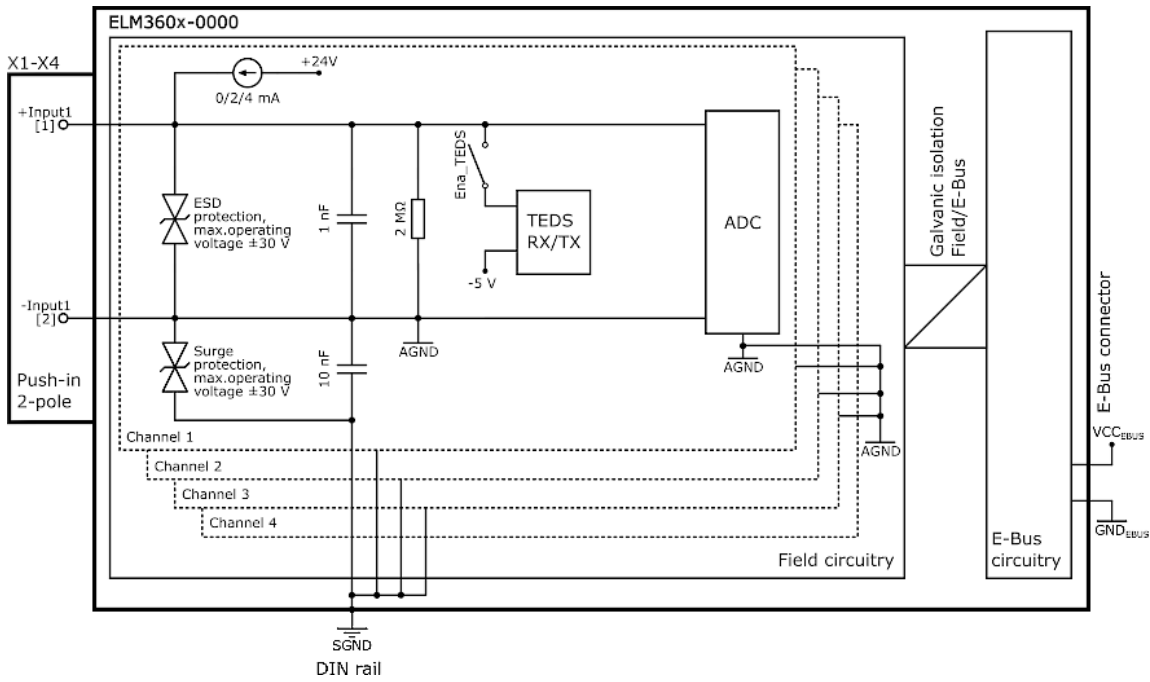 ELM360x-0000
X1-X4
+24V
0/2/4 mA
+Input1
[1]
ESD
protection,
max.operating
voltage ±30 V
1 nF
2 MΩ
Ena_TEDS
TEDS
RX/TX
-5 V
ADC
Galvanic isolation
Field/E-Bus
-Input1
[2]
AGND
Surge
protection,
max.operating
voltage ±30 V
10 nF
AGND
Push-in
2-pole
E-Bus connector
Channel 1
AGND
VCCEBUS
Channel 2
Channel 3
Channel 4
GNDEBUS
Field circuitry
E-Bus
circuitry
SGND
DIN rail